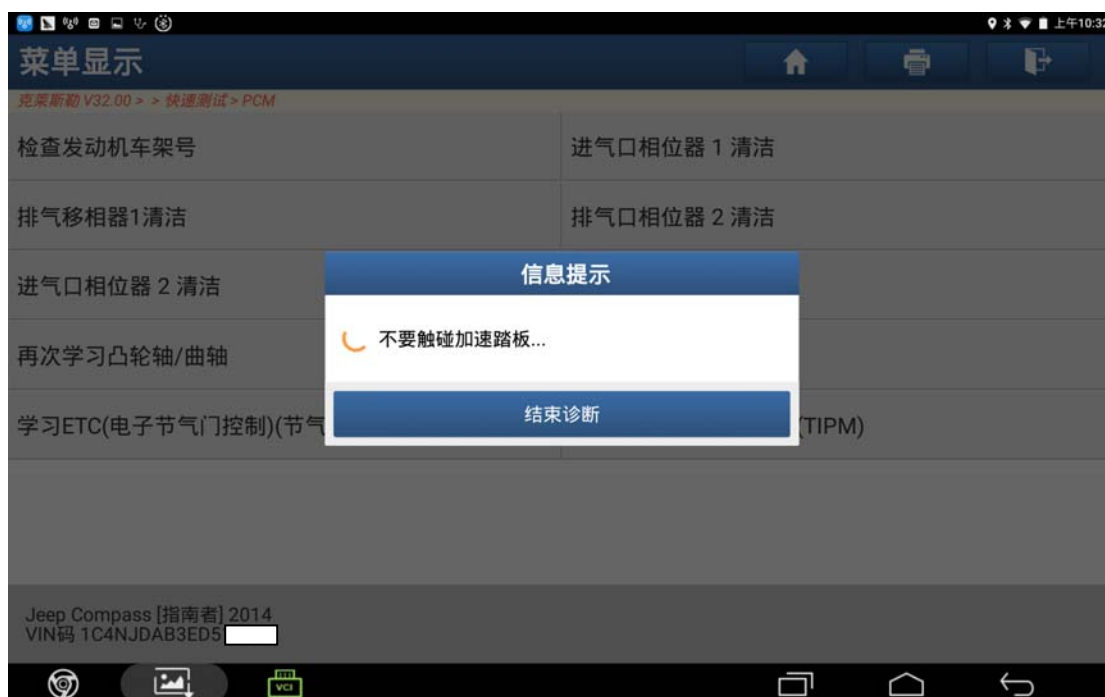 上午10:32
菜单显示
克莱斯勒 V32.00 > > 快速测试 > PCM
检查发动机车架号
进气口相位器 1 清洁
排气移相器1清洁
排气口相位器 2 清洁
进气口相位器 2 清洁
信息提示
不要触碰加速踏板...
再次学习凸轮轴/曲轴
结束诊断
学习ETC(电子节气门控制)(节气
(TIPM)
Jeep Compass [指南者] 2014
VIN码 1C4NJDAB3ED5
VCI